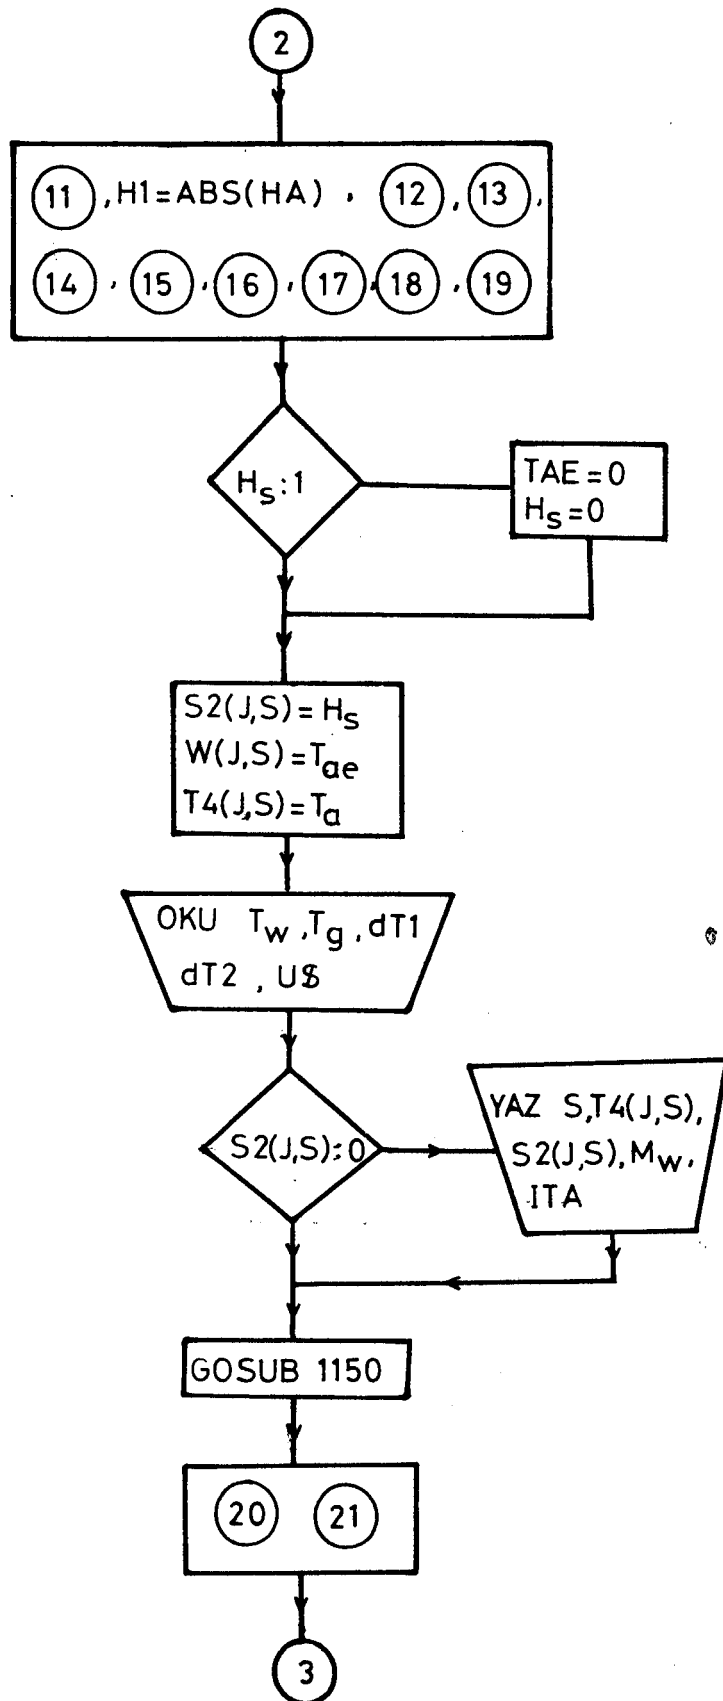 2
11 , H1=ABS(HA) , 12 , 13 ,
14 , 15 , 16 , 17 , 18 , 19
Hs:1
TAE=0
Hs=0
S2(J,S)=Hs
W(J,S)=Tae
T4(J,S)=Ta
OKU Tw ,Tg , dT1
dT2 , U$
S2(J,S):0
YAZ S,T4(J,S),
S2(J,S),Mw,
ITA
GOSUB 1150
20 21
3